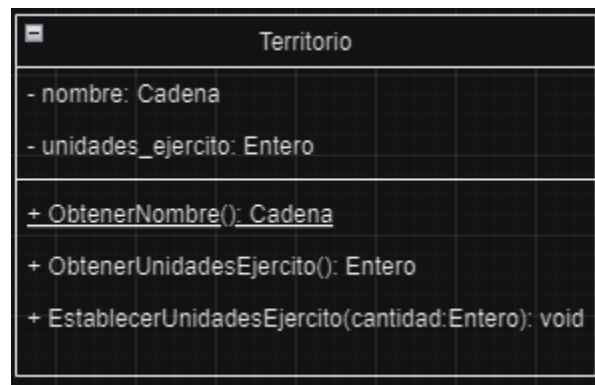 Territorio
- nombre: Cadena
- unidades_ejercito: Entero
+ ObtenerNombre(): Cadena
+ ObtenerUnidadesEjercito(): Entero
+ EstablecerUnidadesEjercito(cantidad:Entero): void